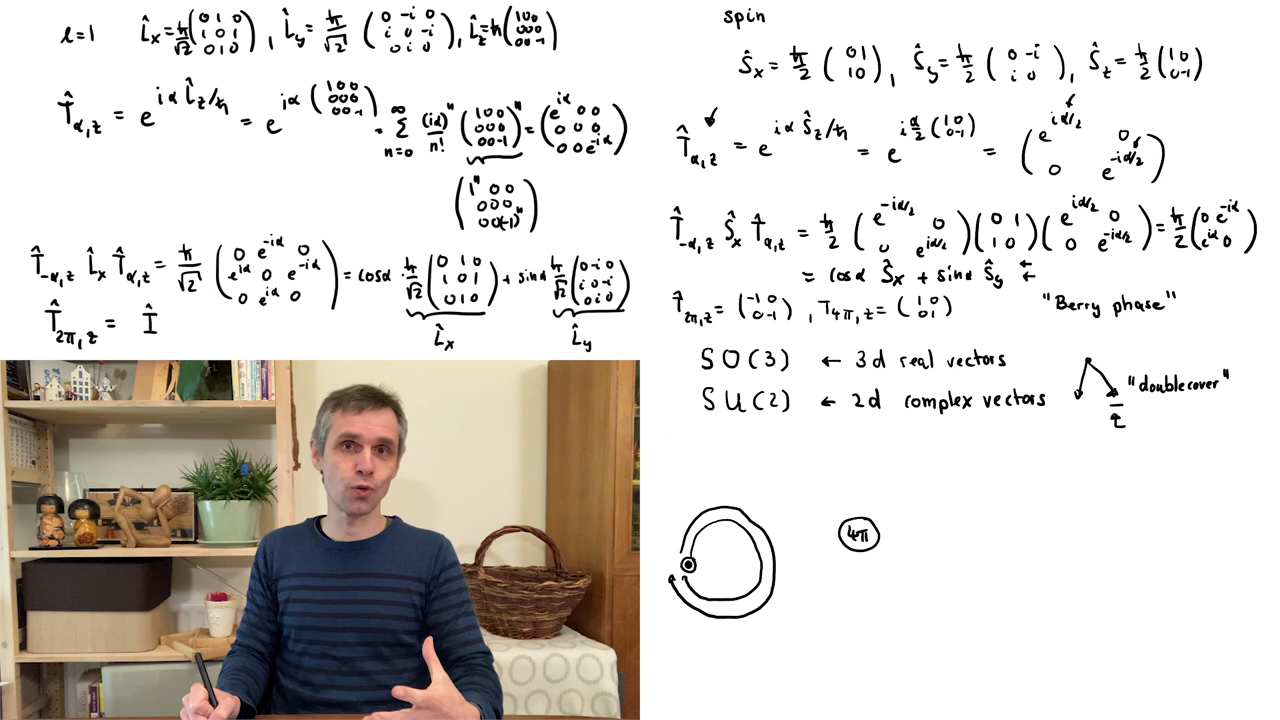 l=1 L̂x = ħ/√2 (0 1 0; 1 0 1; 0 1 0), L̂y = ħ/√2 (0 -i 0; i 0 -i; 0 i 0), L̂z = ħ (1 0 0; 0 0 0; 0 0 -1)
T̂α,z = e^{iα L̂z/ħ} = e^{iα (1 0 0; 0 0 0; 0 0 -1)} = Σ_{n=0}^{∞} (iα)^n/n! (1 0 0; 0 0 0; 0 0 -1)^n = (e^{iα} 0 0; 0 0 0; 0 0 e^{-iα})
(1^n 0 0; 0 0 0; 0 0 (-1)^n)
T̂-α,z L̂x T̂α,z = ħ/√2 (0 e^{-iα} 0; e^{iα} 0 e^{-iα}; 0 e^{iα} 0) = cosα · ħ/√2 (0 1 0; 1 0 1; 0 1 0) + sinα ħ/√2 (0 -i 0; i 0 -i; 0 i 0)
L̂x L̂y
T̂2π,z = Î
spin
Ŝx = ħ/2 (0 1; 1 0), Ŝy = ħ/2 (0 -i; i 0), Ŝz = ħ/2 (1 0; 0 -1)
T̂α,z = e^{iα Ŝz/ħ} = e^{i α/2 (1 0; 0 -1)} = (e^{iα/2} 0; 0 e^{-iα/2})
T̂-α,z Ŝx T̂α,z = ħ/2 (e^{-iα/2} 0; 0 e^{iα/2}) (0 1; 1 0) (e^{iα/2} 0; 0 e^{-iα/2}) = ħ/2 (0 e^{-iα}; e^{iα} 0)
= cosα Ŝx + sinα Ŝy ←
←
T̂2π,z = (-1 0; 0 -1), T4π,z = (1 0; 0 1) "Berry phase"
SO(3) ← 3d real vectors
SU(2) ← 2d complex vectors "doublecover"
4π